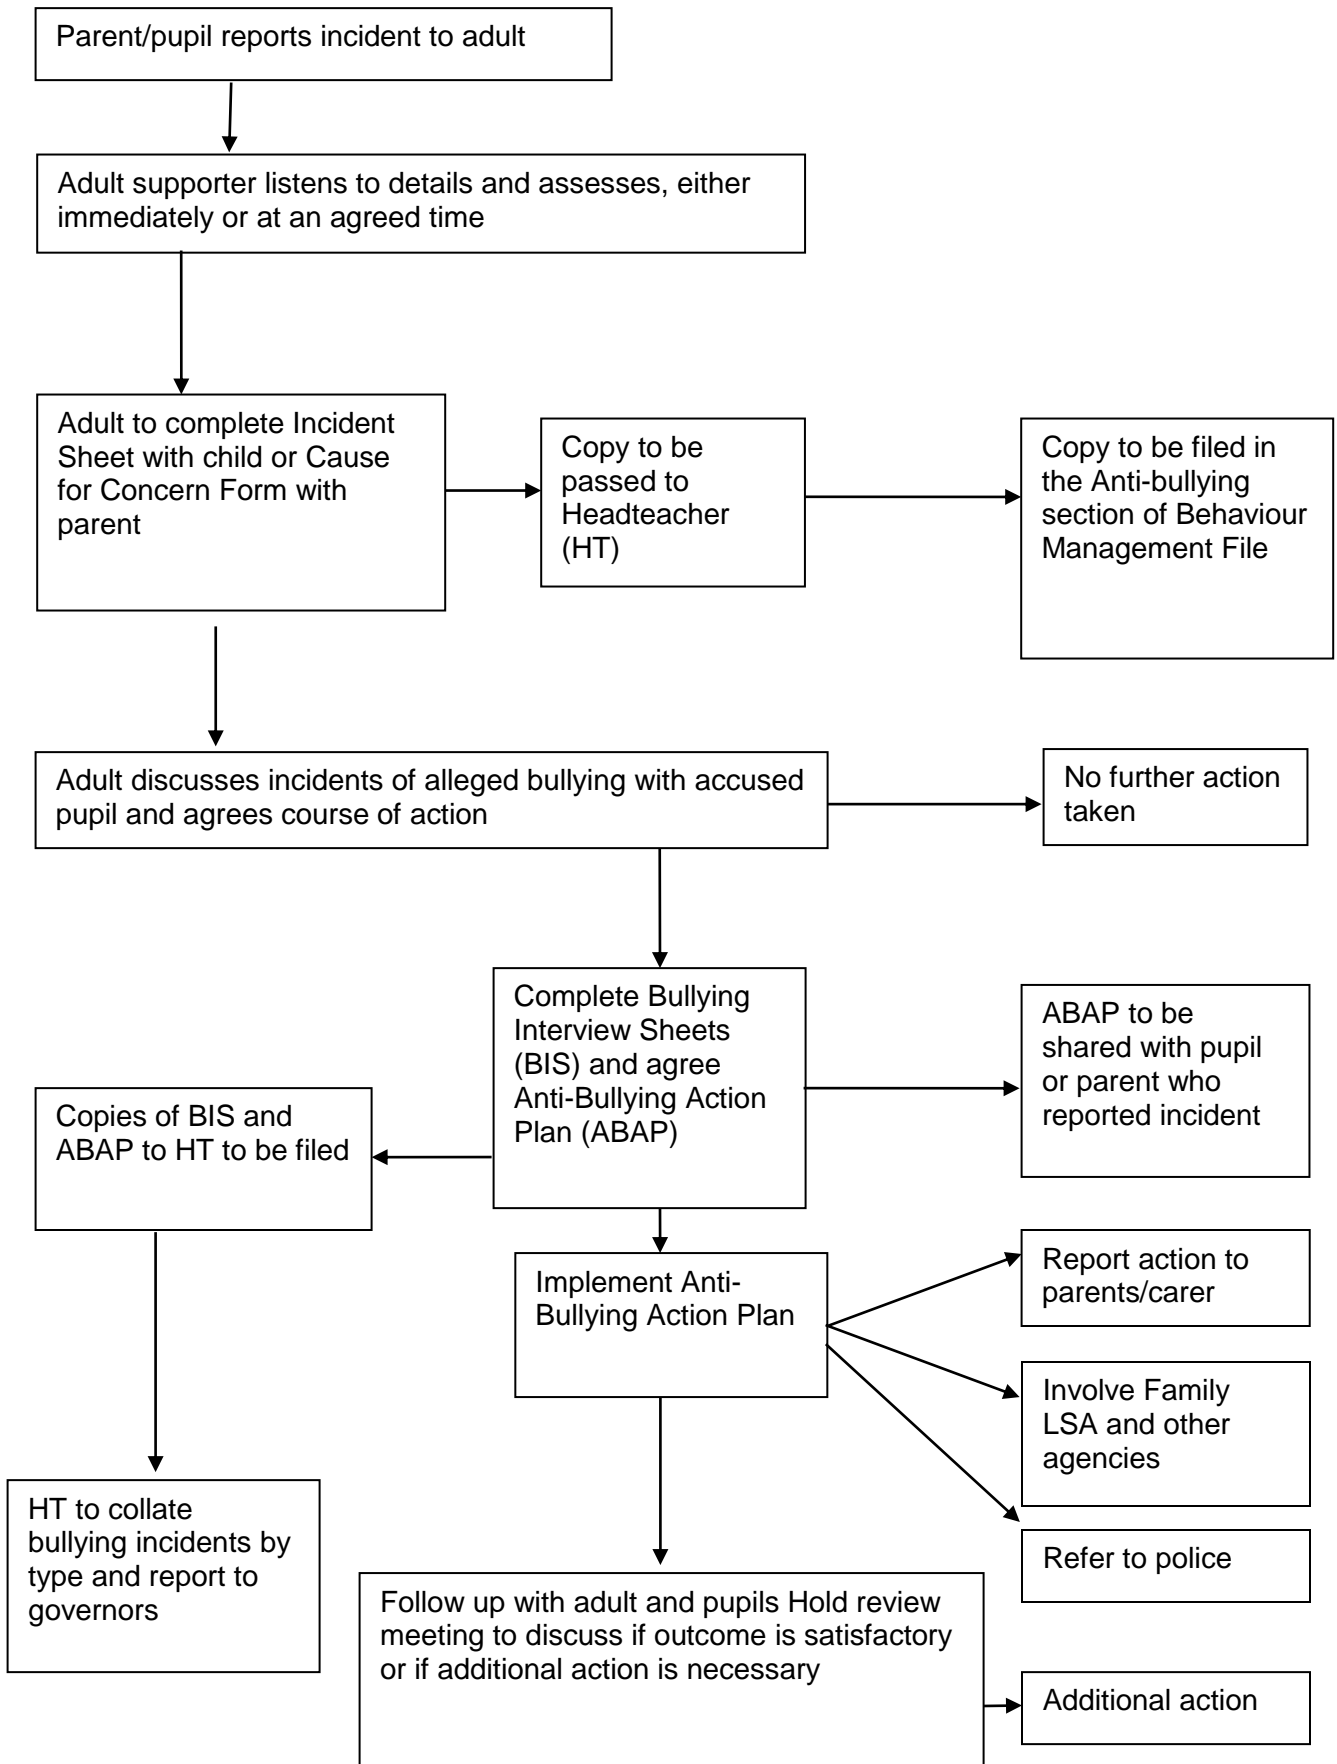 Parent/pupil reports incident to adult
Adult supporter listens to details and assesses, either
immediately or at an agreed time
Adult to complete Incident
Sheet with child or Cause
for Concern Form with
parent
Copy to be
passed to
Headteacher
(HT)
Copy to be filed in
the Anti-bullying
section of Behaviour
Management File
Adult discusses incidents of alleged bullying with accused
pupil and agrees course of action
No further action
taken
Complete Bullying
Interview Sheets
(BIS) and agree
Anti-Bullying Action
Plan (ABAP)
ABAP to be
shared with pupil
or parent who
reported incident
Copies of BIS and
ABAP to HT to be filed
Implement Anti-
Bullying Action Plan
Report action to
parents/carer
Involve Family
LSA and other
agencies
Refer to police
HT to collate
bullying incidents by
type and report to
governors
Follow up with adult and pupils Hold review
meeting to discuss if outcome is satisfactory
or if additional action is necessary
Additional action